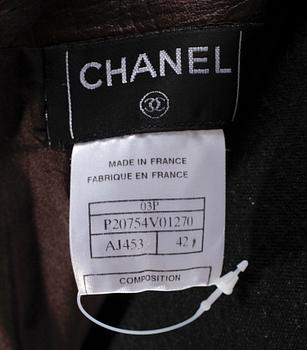 CHANEL
MADE IN FRANCE
FABRIQUE EN FRANCE
03P
P20754V01270
AJ453 42
COMPOSITION